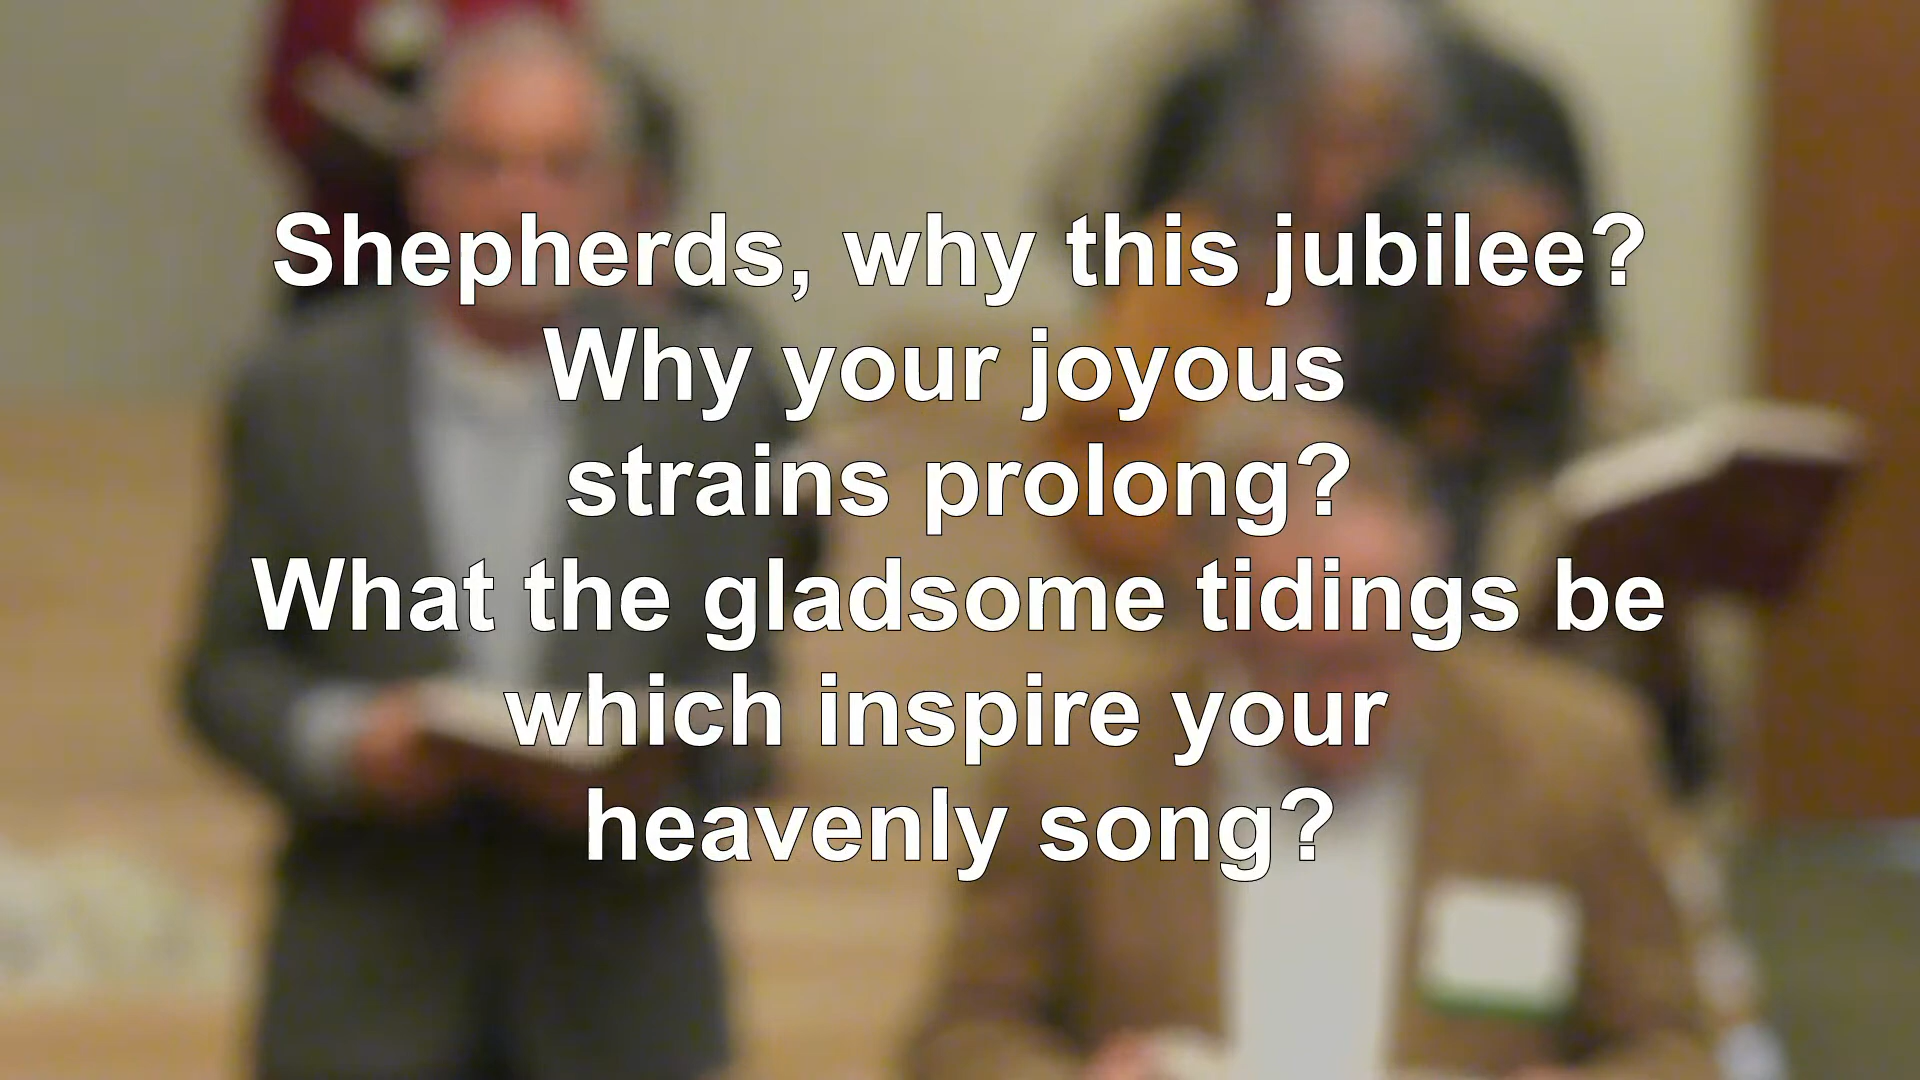 Shepherds, why this jubilee?
Why your joyous
strains prolong?
What the gladsome tidings be
which inspire your
heavenly song?